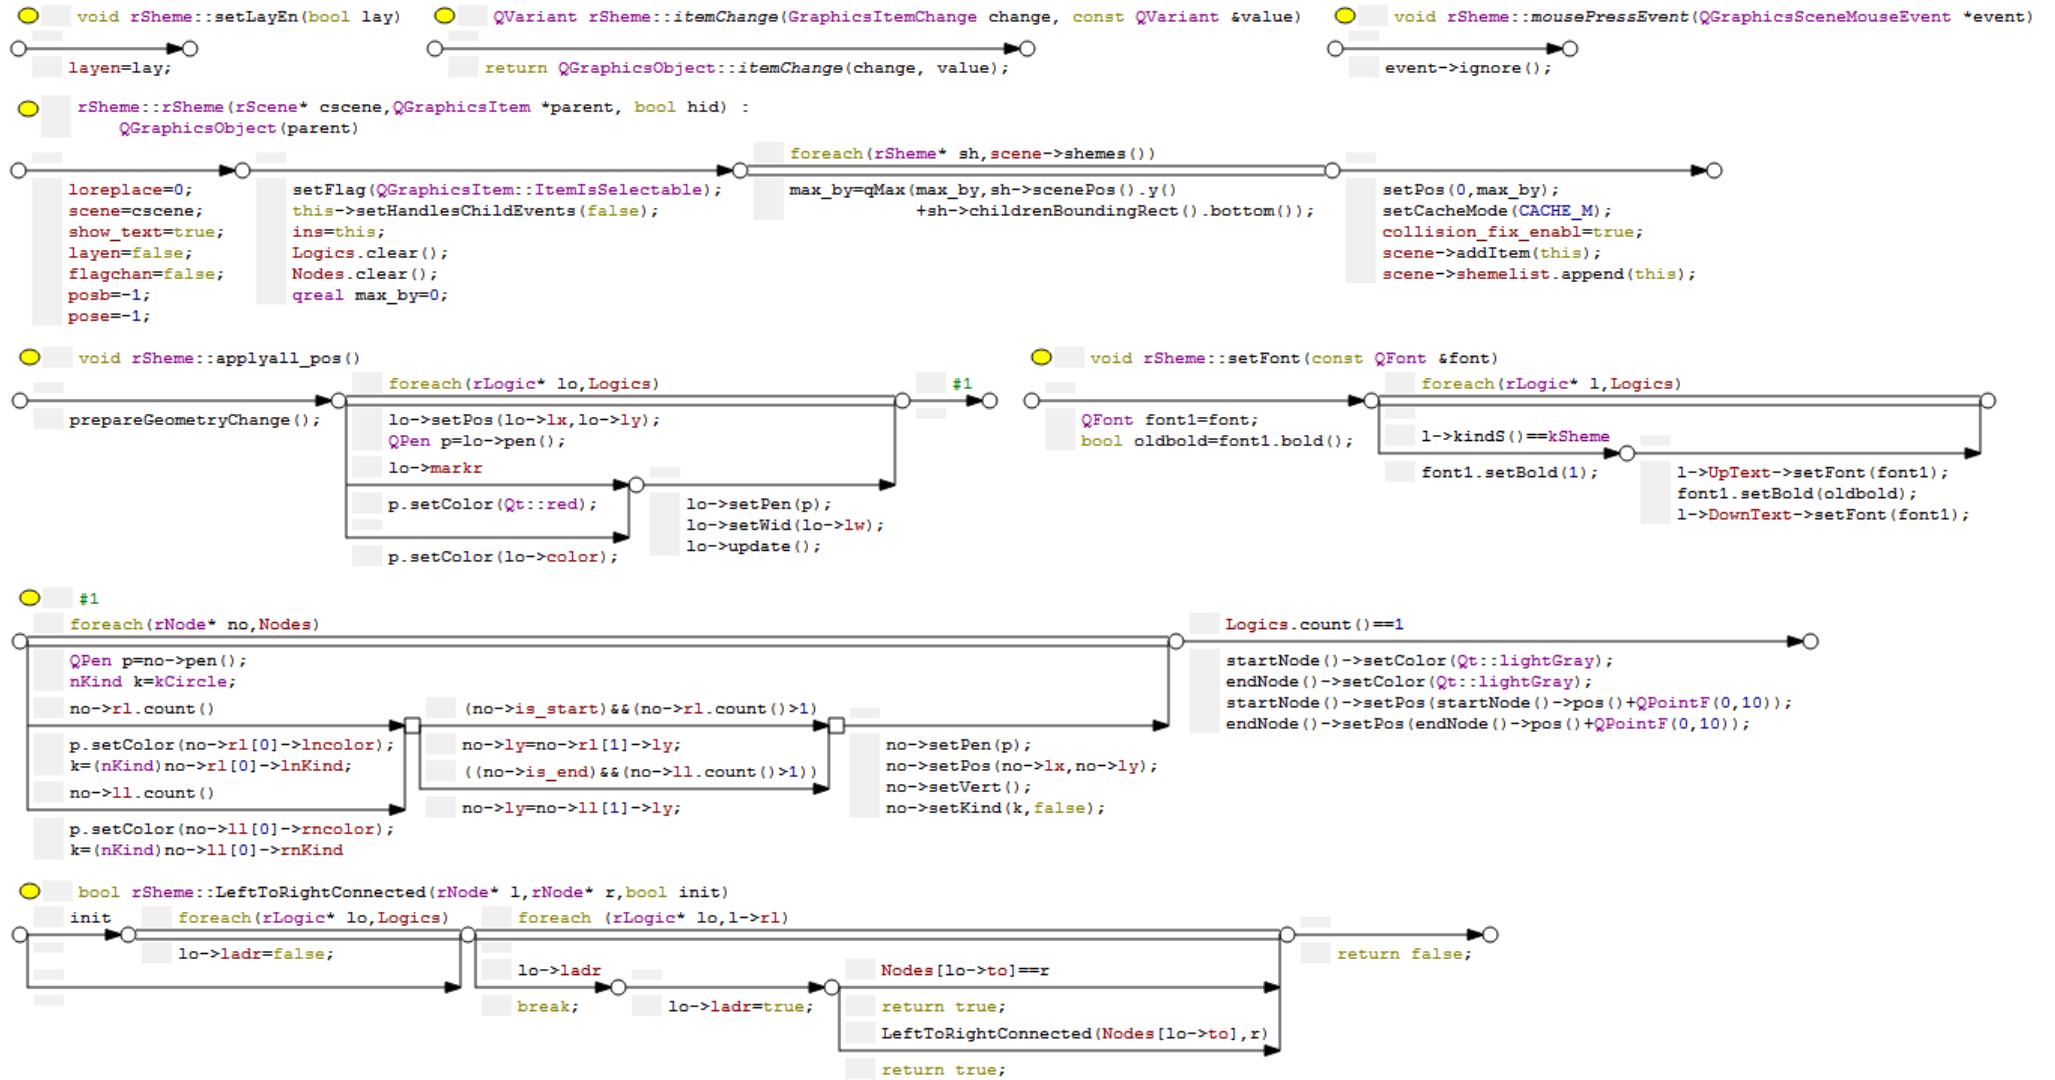 void rSheme::setLayEn(bool lay)
layen=lay;
QVariant rSheme::itemChange(GraphicsItemChange change, const QVariant &value)
return QGraphicsObject::itemChange(change, value);
void rSheme::mousePressEvent(QGraphicsSceneMouseEvent *event)
event->ignore();
rSheme::rSheme(rScene* cscene,QGraphicsItem *parent, bool hid) :
QGraphicsObject(parent)
loreplace=0;
scene=cscene;
show_text=true;
layen=false;
flagchan=false;
posb=-1;
pose=-1;
setFlag(QGraphicsItem::ItemIsSelectable);
this->setHandlesChildEvents(false);
ins=this;
Logics.clear();
Nodes.clear();
qreal max_by=0;
foreach(rSheme* sh,scene->shemes())
max_by=qMax(max_by,sh->scenePos().y()
+sh->childrenBoundingRect().bottom());
setPos(0,max_by);
setCacheMode(CACHE_M);
collision_fix_enabl=true;
scene->addItem(this);
scene->shemelist.append(this);
void rSheme::applyall_pos()
prepareGeometryChange();
foreach(rLogic* lo,Logics)
lo->setPos(lo->lx,lo->ly);
QPen p=lo->pen();
lo->markr
p.setColor(Qt::red);
p.setColor(lo->color);
lo->setPen(p);
lo->setWid(lo->lw);
lo->update();
#1
void rSheme::setFont(const QFont &font)
QFont font1=font;
bool oldbold=font1.bold();
foreach(rLogic* l,Logics)
l->kindS()==kSheme
font1.setBold(1);
l->UpText->setFont(font1);
font1.setBold(oldbold);
l->DownText->setFont(font1);
#1
foreach(rNode* no,Nodes)
QPen p=no->pen();
nKind k=kCircle;
no->rl.count()
p.setColor(no->rl[0]->lncolor);
k=(nKind)no->rl[0]->lnKind;
no->ll.count()
p.setColor(no->ll[0]->rncolor);
k=(nKind)no->ll[0]->rnKind
(no->is_start)&&(no->rl.count()>1)
no->ly=no->rl[1]->ly;
((no->is_end)&&(no->ll.count()>1))
no->ly=no->ll[1]->ly;
no->setPen(p);
no->setPos(no->lx,no->ly);
no->setVert();
no->setKind(k,false);
Logics.count()==1
startNode()->setColor(Qt::lightGray);
endNode()->setColor(Qt::lightGray);
startNode()->setPos(startNode()->pos()+QPointF(0,10));
endNode()->setPos(endNode()->pos()+QPointF(0,10));
bool rSheme::LeftToRightConnected(rNode* l,rNode* r,bool init)
init
foreach(rLogic* lo,Logics)
lo->ladr=false;
foreach (rLogic* lo,l->rl)
lo->ladr
break;
lo->ladr=true;
Nodes[lo->to]==r
return true;
LeftToRightConnected(Nodes[lo->to],r)
return true;
return false;